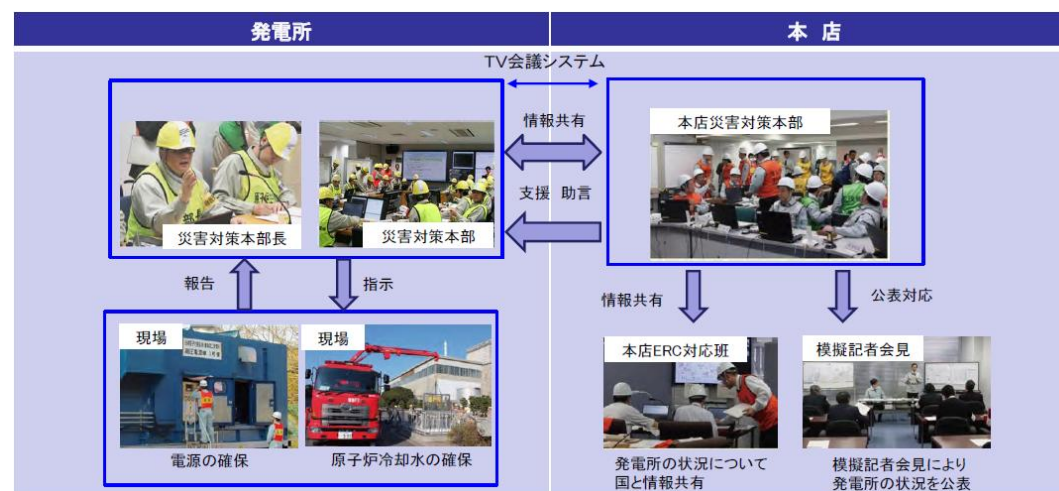 発電所
本 店
TV会議システム
情報共有
支援 助言
災害対策本部長
災害対策本部
本店災害対策本部
報告
指示
情報共有
公表対応
現場
現場
電源の確保
原子炉冷却水の確保
本店ERC対応班
模擬記者会見
発電所の状況について
国と情報共有
模擬記者会見により
発電所の状況を公表